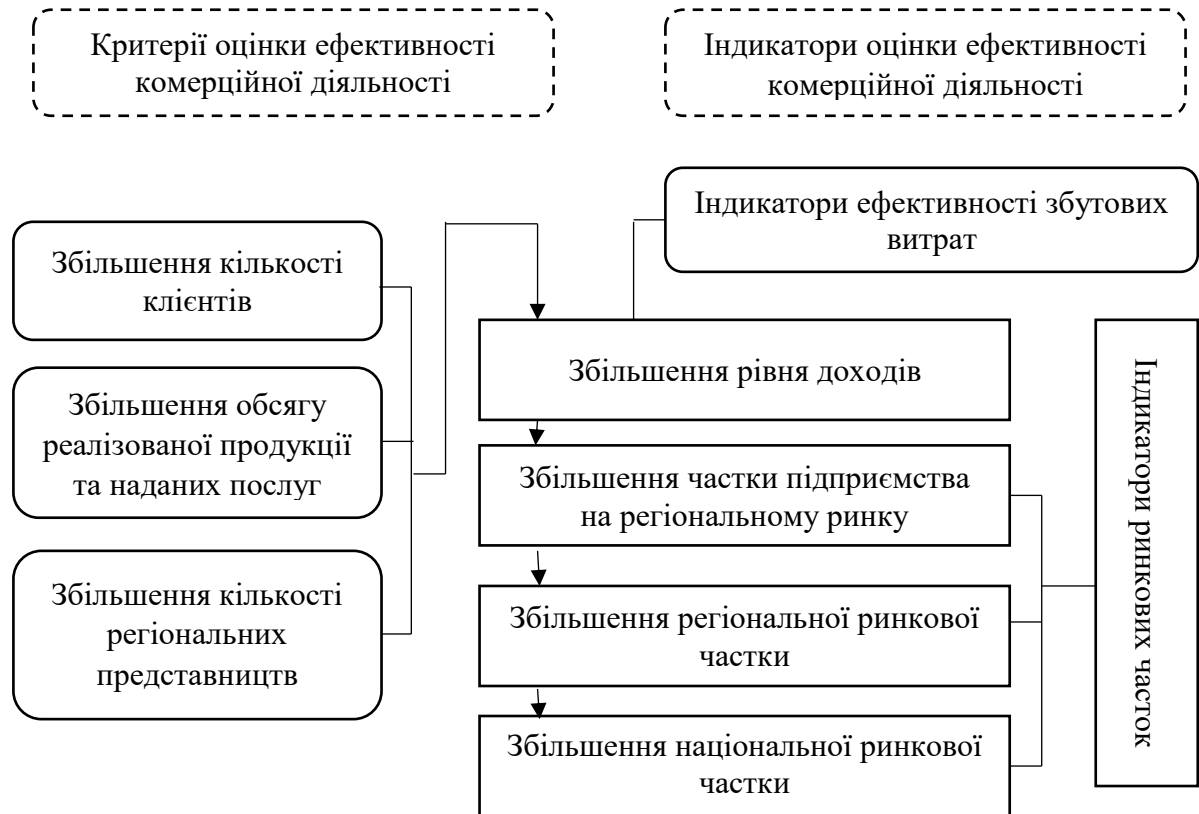 Критерії оцінки ефективності
комерційної діяльності
Індикатори оцінки ефективності
комерційної діяльності
Індикатори ефективності збутових
витрат
Збільшення кількості
клієнтів
Збільшення обсягу
реалізованої продукції
та наданих послуг
Збільшення кількості
регіональних
представництв
Збільшення рівня доходів
Збільшення частки підприємства
на регіональному ринку
Збільшення регіональної ринкової
частки
Збільшення національної ринкової
частки
Індикатори ринкових часток